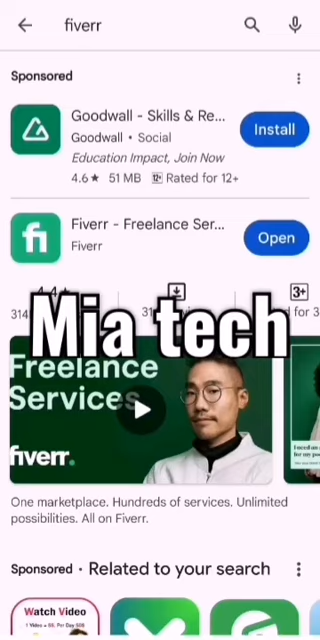 fiverr
Sponsored
Goodwall - Skills & Re...
Goodwall • Social
Install
Education Impact, Join Now
4.6★ 51 MB 12+ Rated for 12+
Fiverr - Freelance Ser...
Fiverr
Open
3+
Mia tech
Freelance
Services
fiverr.
One marketplace. Hundreds of services. Unlimited
possibilities. All on Fiverr.
Sponsored • Related to your search
Watch Video